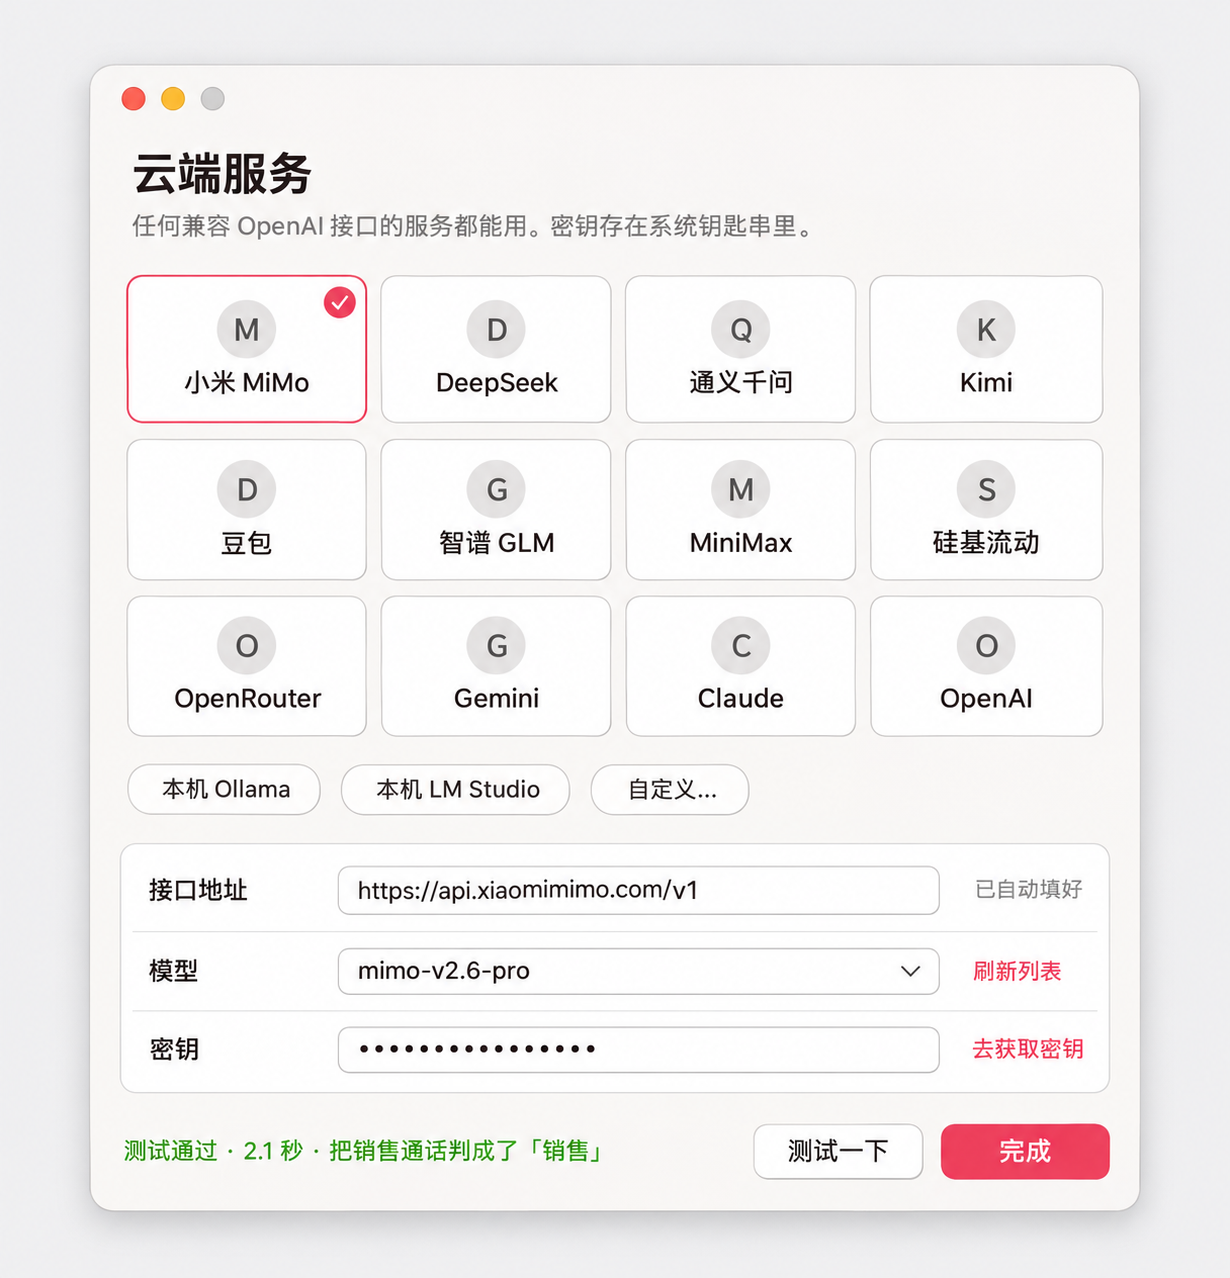 云端服务
任何兼容 OpenAI 接口的服务都能用。密钥存在系统钥匙串里。
M
小米 MiMo
D
DeepSeek
Q
通义千问
K
Kimi
D
豆包
G
智谱 GLM
M
MiniMax
S
硅基流动
O
OpenRouter
G
Gemini
C
Claude
O
OpenAI
本机 Ollama
本机 LM Studio
自定义...
接口地址
https://api.xiaomimimo.com/v1
已自动填好
模型
mimo-v2.6-pro
刷新列表
密钥
••••••••••••••••
去获取密钥
测试通过 · 2.1 秒 · 把销售通话判成了「销售」
测试一下
完成